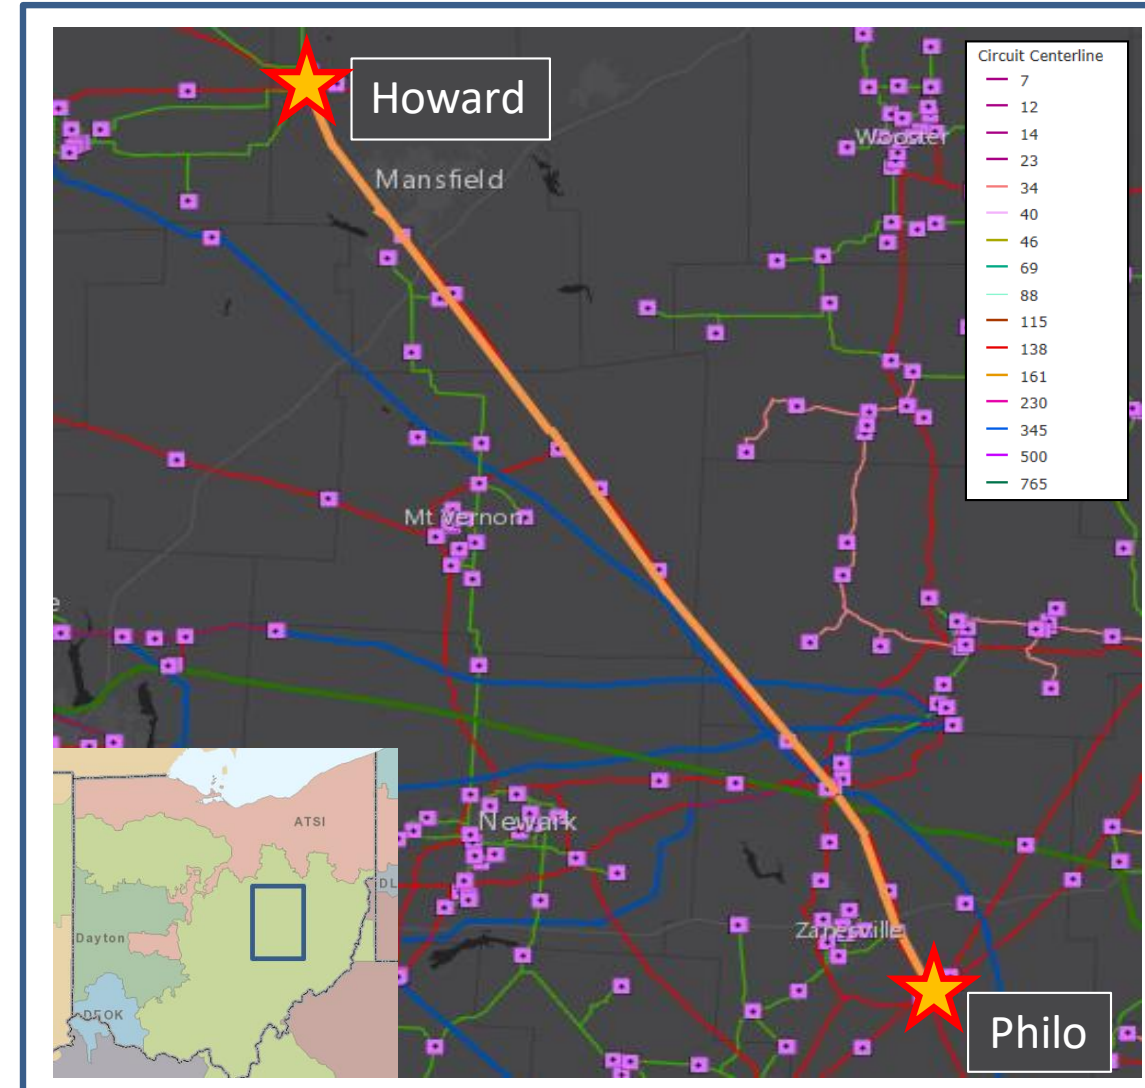 Howard
Mansfield
Wooster
Circuit Centerline
7
12
14
23
34
40
46
69
88
115
138
161
230
345
500
765
Mt Vernon
e
Newark
Zanesville
Philo
ATSI
DL
Dayton
DEOK